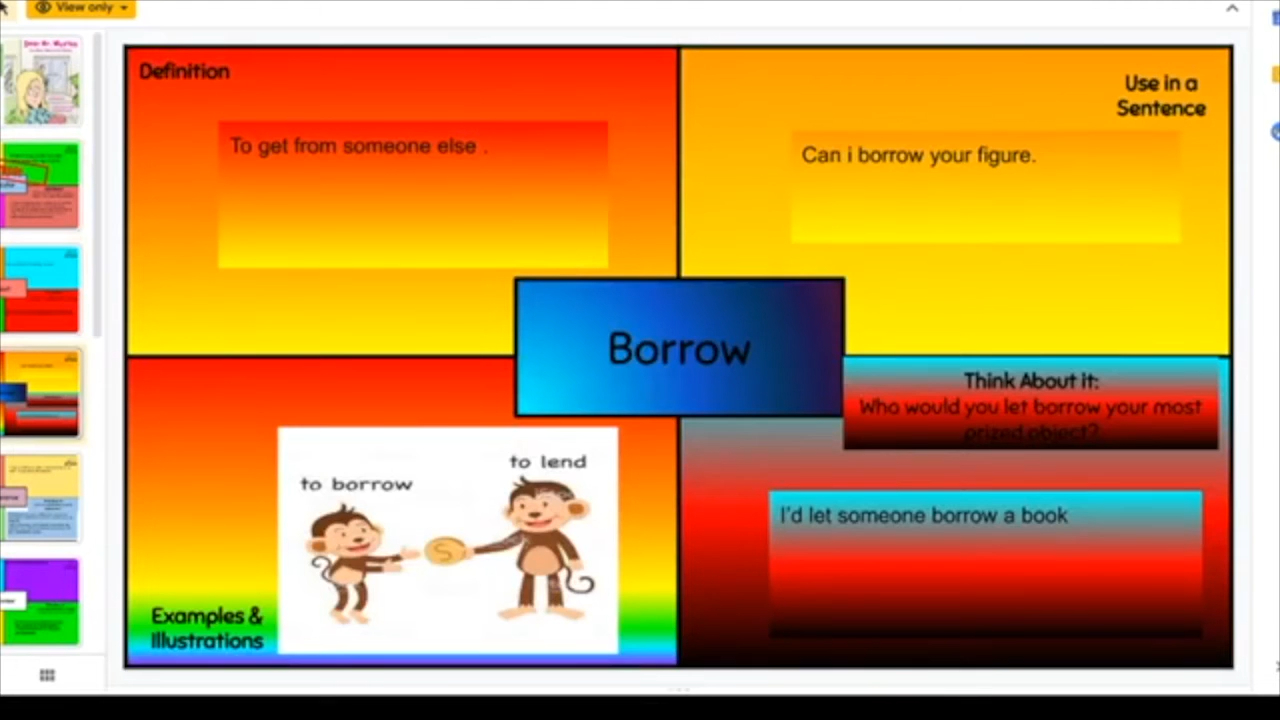 View only
Definition
To get from someone else .
Use in a
Sentence
Can i borrow your figure.
Borrow
Think About it:
Who would you let borrow your most
prized object?
to borrow
to lend
Examples &
Illustrations
I'd let someone borrow a book